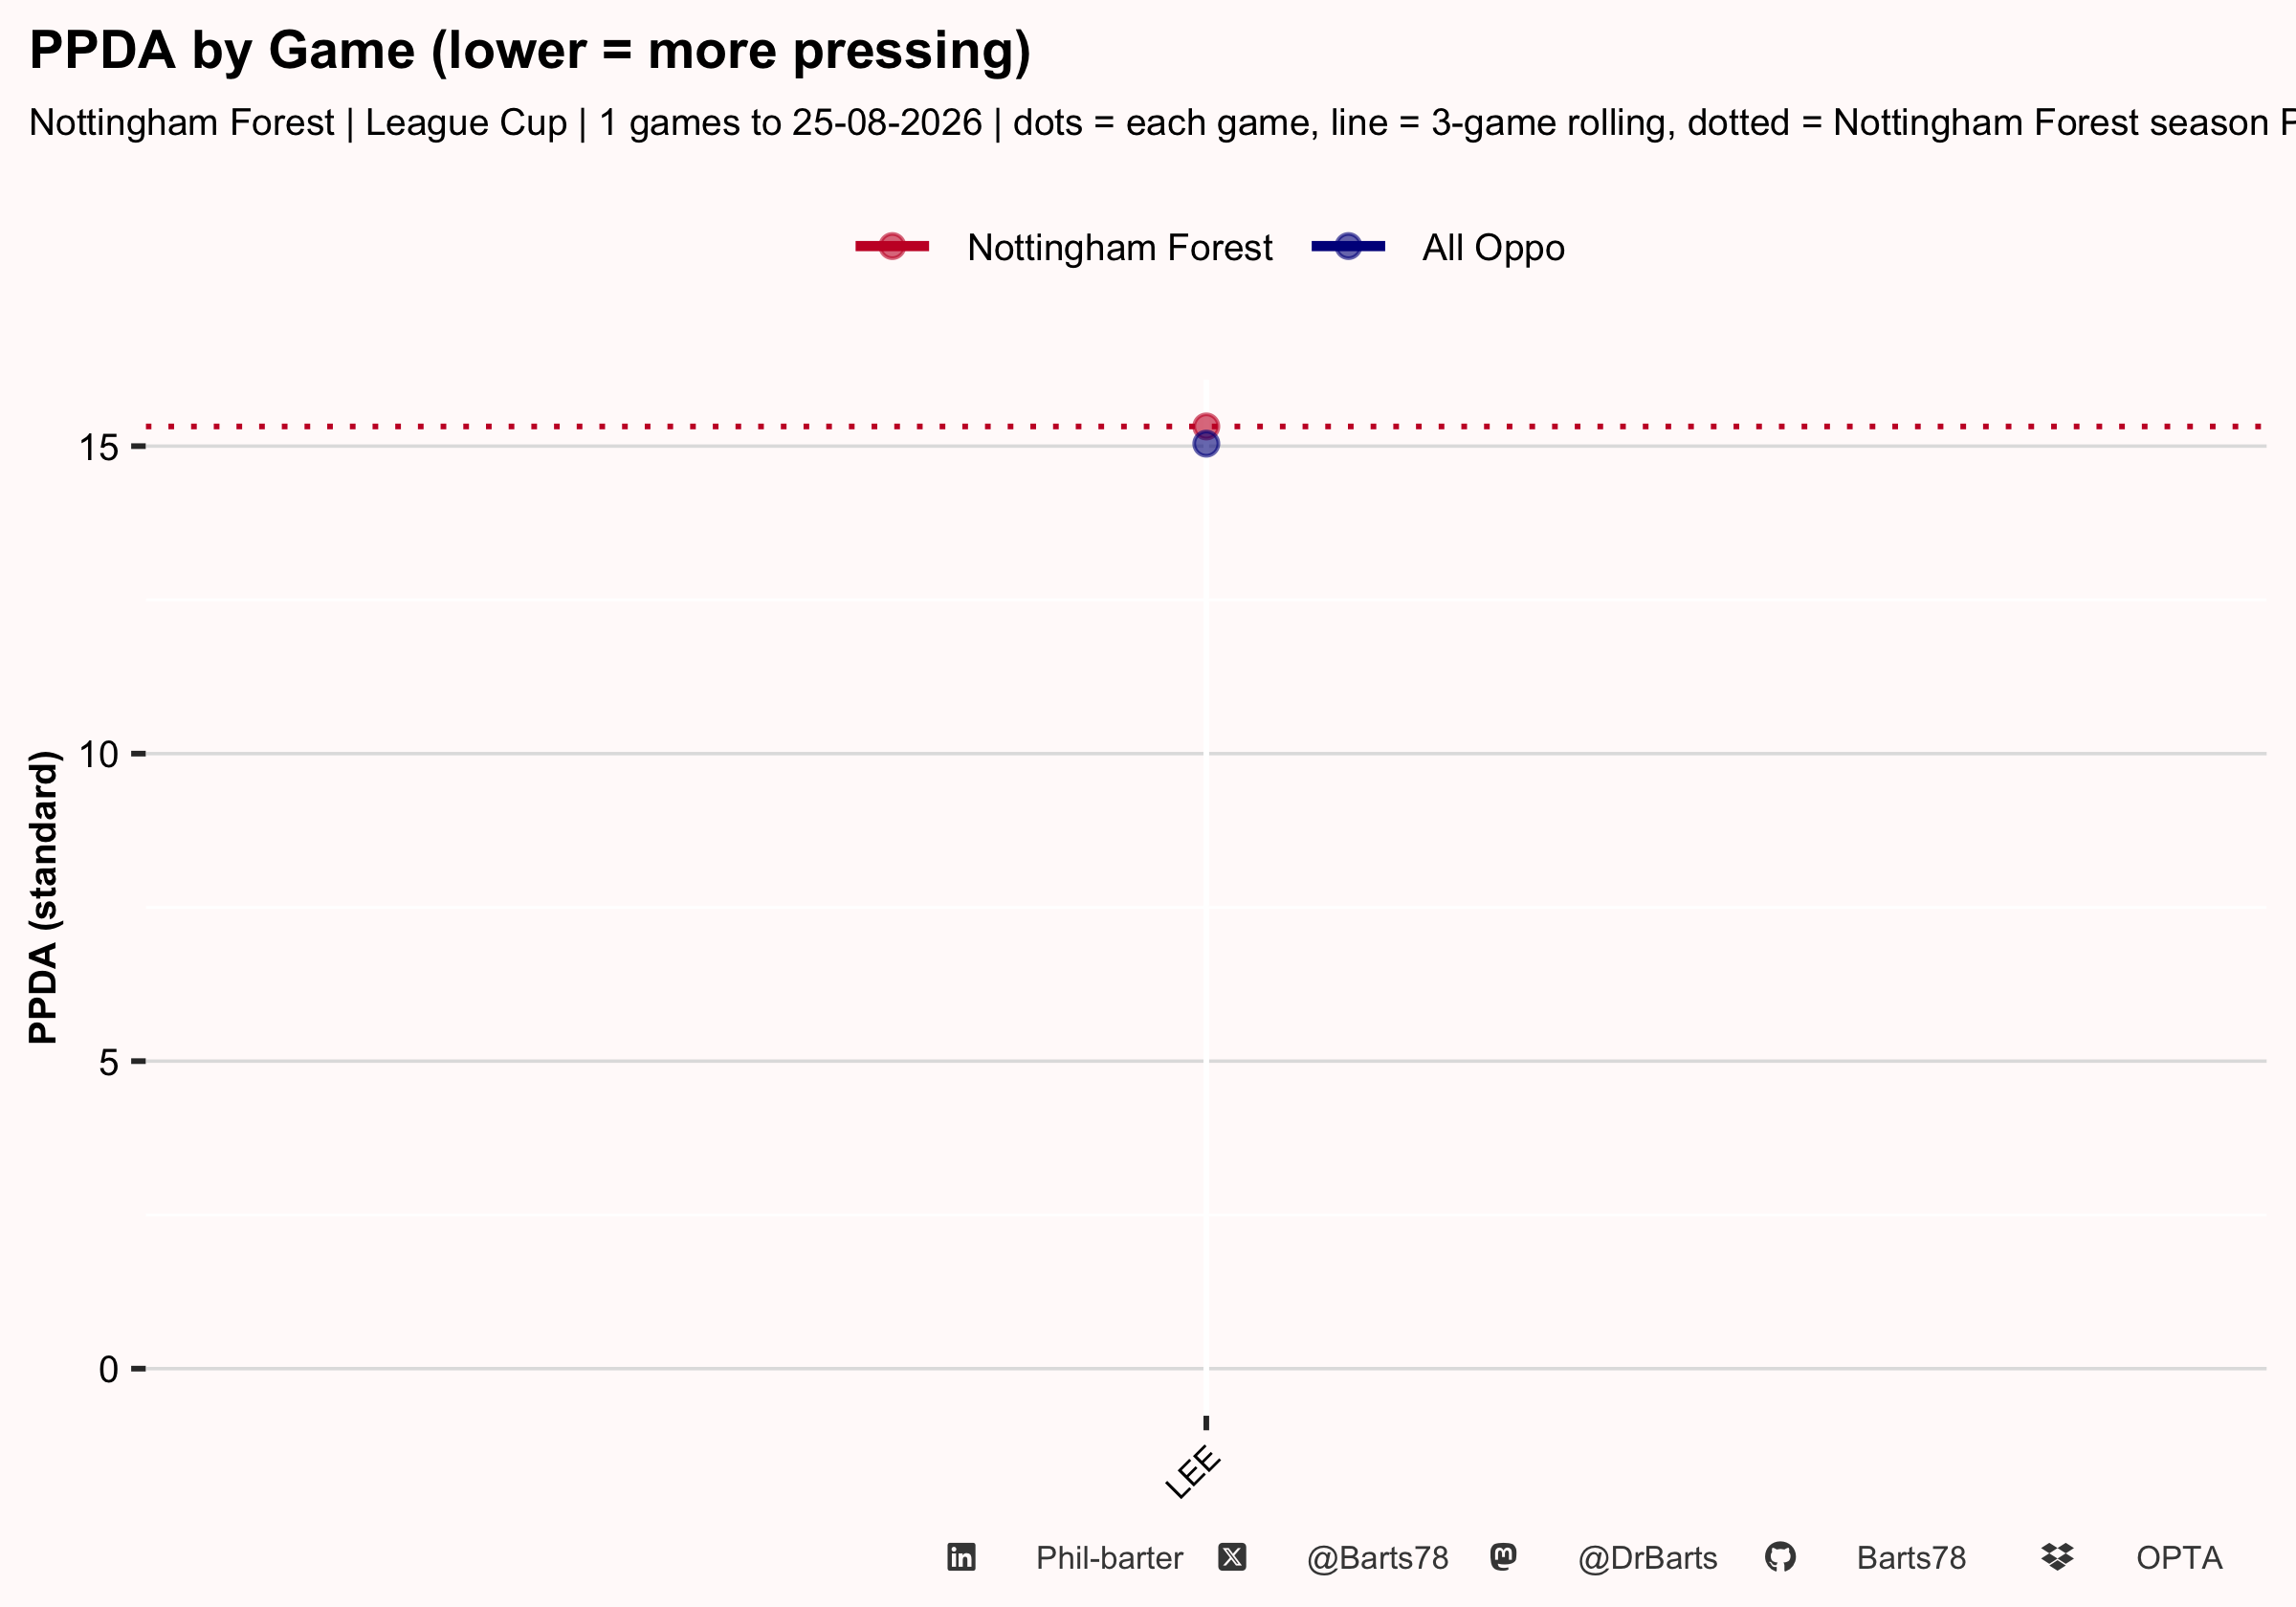 PPDA by Game (lower = more pressing)
Nottingham Forest | League Cup | 1 games to 25-08-2026 | dots = each game, line = 3-game rolling, dotted = Nottingham Forest season
Nottingham Forest All Oppo
PPDA (standard)
15
10
5
0
LEE
Phil-barter @Barts78 @DrBarts Barts78 OPTA